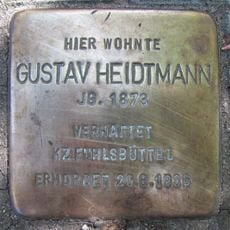 HIER WOHNTE
GUSTAV HEIDTMANN
JG. 1873
VERHAFTET
KZ FUHLSBÜTTEL
ERMORDET